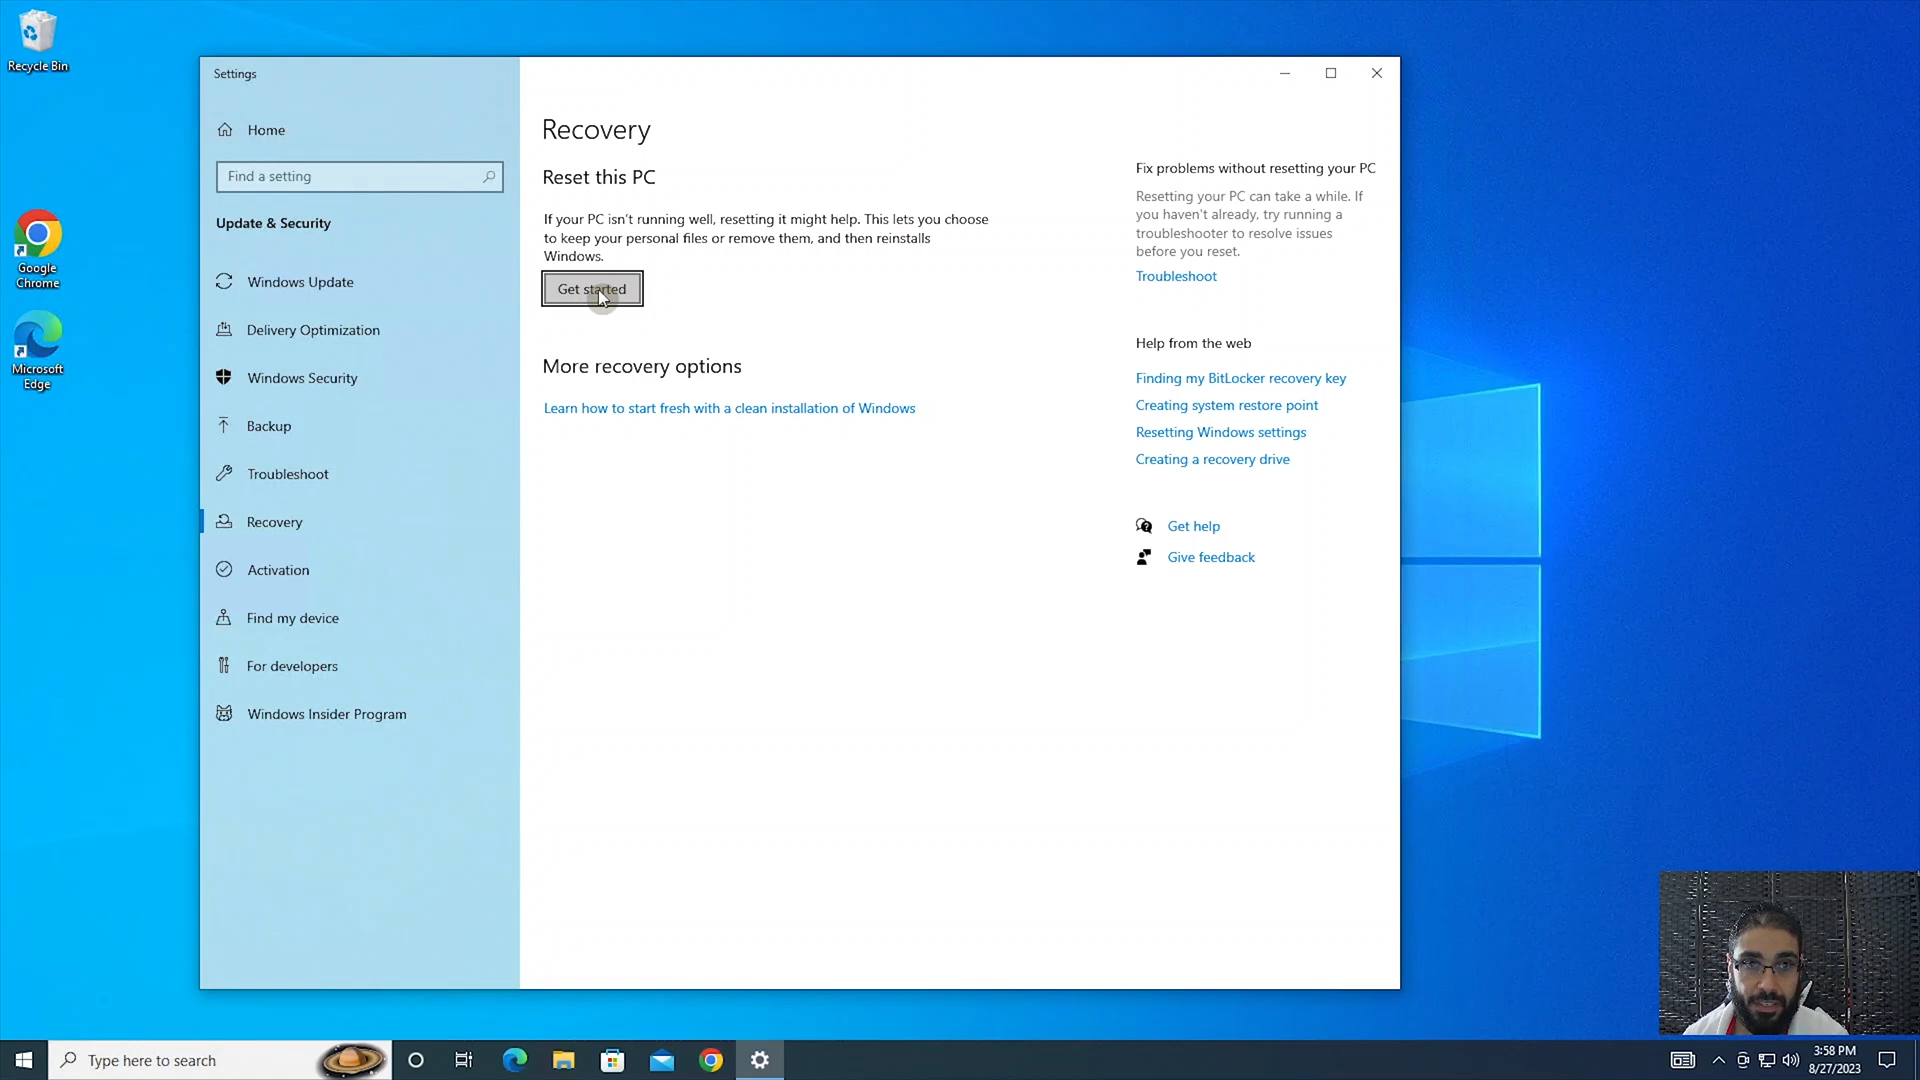 Recycle Bin
Google
Chrome
Microsoft
Edge
Settings
Home
Find a setting
Update & Security
Windows Update
Delivery Optimization
Windows Security
Backup
Troubleshoot
Recovery
Activation
Find my device
For developers
Windows Insider Program
Recovery
Reset this PC
If your PC isn't running well, resetting it might help. This lets you choose
to keep your personal files or remove them, and then reinstalls
Windows.
Get started
More recovery options
Learn how to start fresh with a clean installation of Windows
Fix problems without resetting your PC
Resetting your PC can take a while. If
you haven't already, try running a
troubleshooter to resolve issues
before you reset.
Troubleshoot
Help from the web
Finding my BitLocker recovery key
Creating system restore point
Resetting Windows settings
Creating a recovery drive
Get help
Give feedback
Type here to search
3:58 PM
8/27/2023